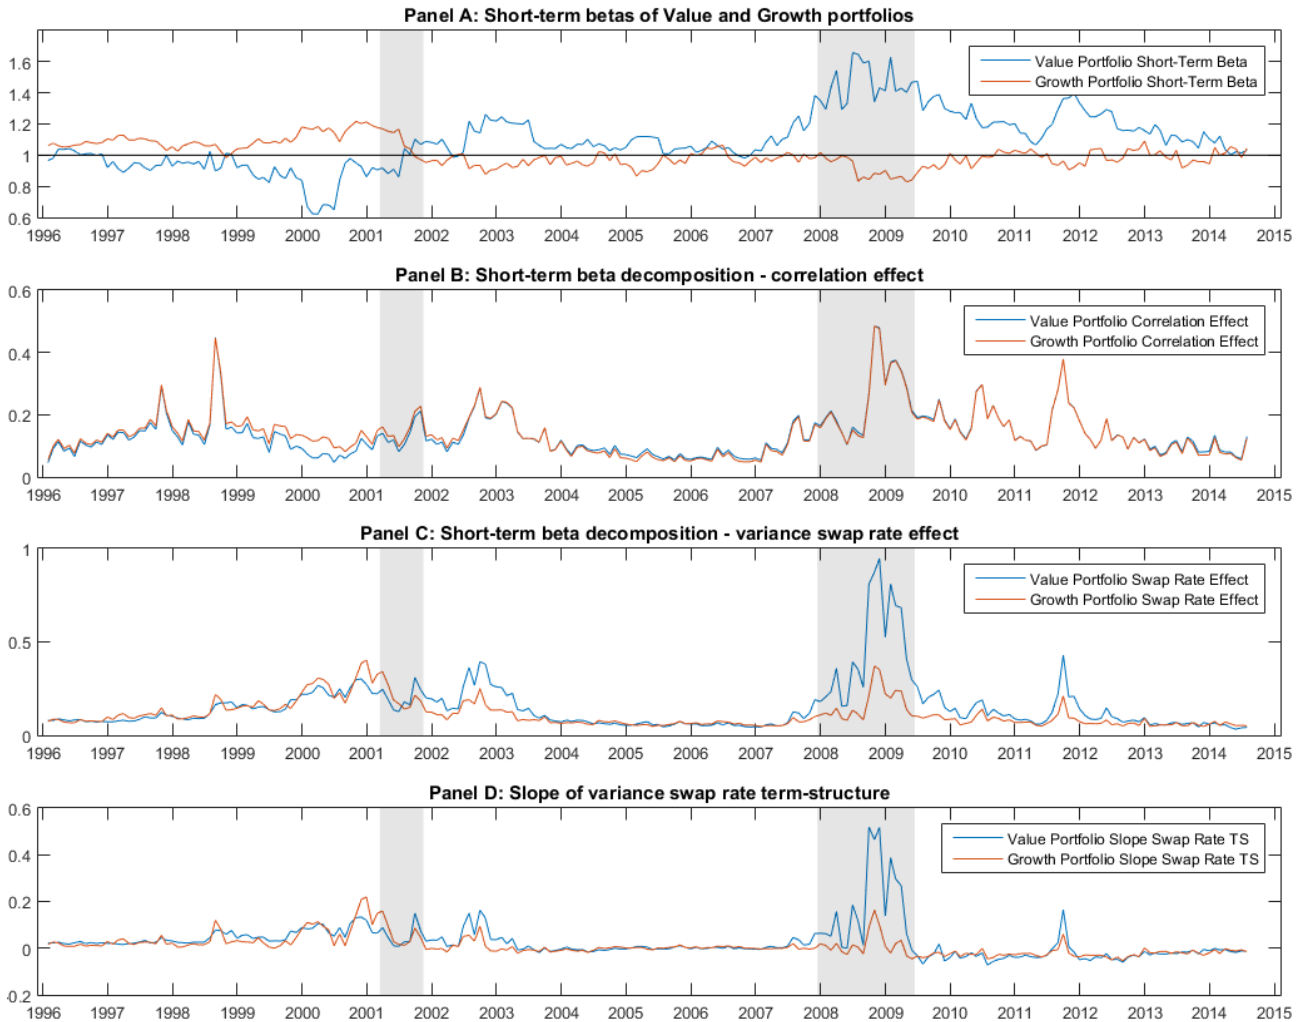 Panel A: Short-term betas of Value and Growth portfolios
1.6
1.4
1.2
1
0.8
0.6
Value Portfolio Short-Term Beta
Growth Portfolio Short-Term Beta
1996 1997 1998 1999 2000 2001 2002 2003 2004 2005 2006 2007 2008 2009 2010 2011 2012 2013 2014 2015
Panel B: Short-term beta decomposition - correlation effect
0.6
0.4
0.2
0
Value Portfolio Correlation Effect
Growth Portfolio Correlation Effect
1996 1997 1998 1999 2000 2001 2002 2003 2004 2005 2006 2007 2008 2009 2010 2011 2012 2013 2014 2015
Panel C: Short-term beta decomposition - variance swap rate effect
1
0.5
0
Value Portfolio Swap Rate Effect
Growth Portfolio Swap Rate Effect
1996 1997 1998 1999 2000 2001 2002 2003 2004 2005 2006 2007 2008 2009 2010 2011 2012 2013 2014 2015
Panel D: Slope of variance swap rate term-structure
0.6
0.4
0.2
0
-0.2
Value Portfolio Slope Swap Rate TS
Growth Portfolio Slope Swap Rate TS
1996 1997 1998 1999 2000 2001 2002 2003 2004 2005 2006 2007 2008 2009 2010 2011 2012 2013 2014 2015